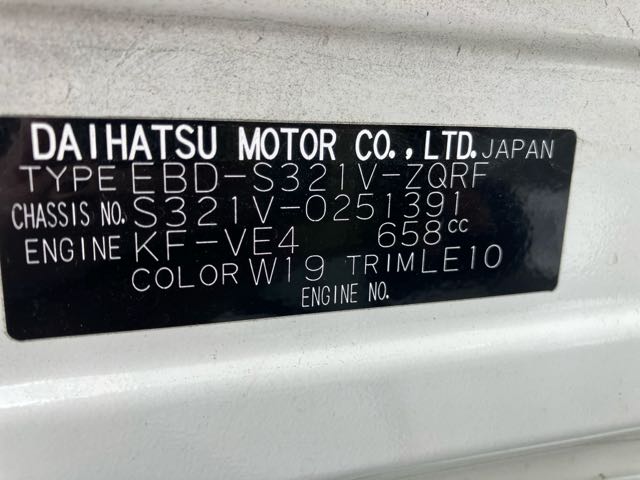 DAIHATSU MOTOR CO.,LTD. JAPAN
TYPE EBD-S321V-ZQRF
CHASSIS NO. S321V-0251391
ENGINE KF-VE4 658cc
COLOR W19 TRIM LE10
ENGINE NO.